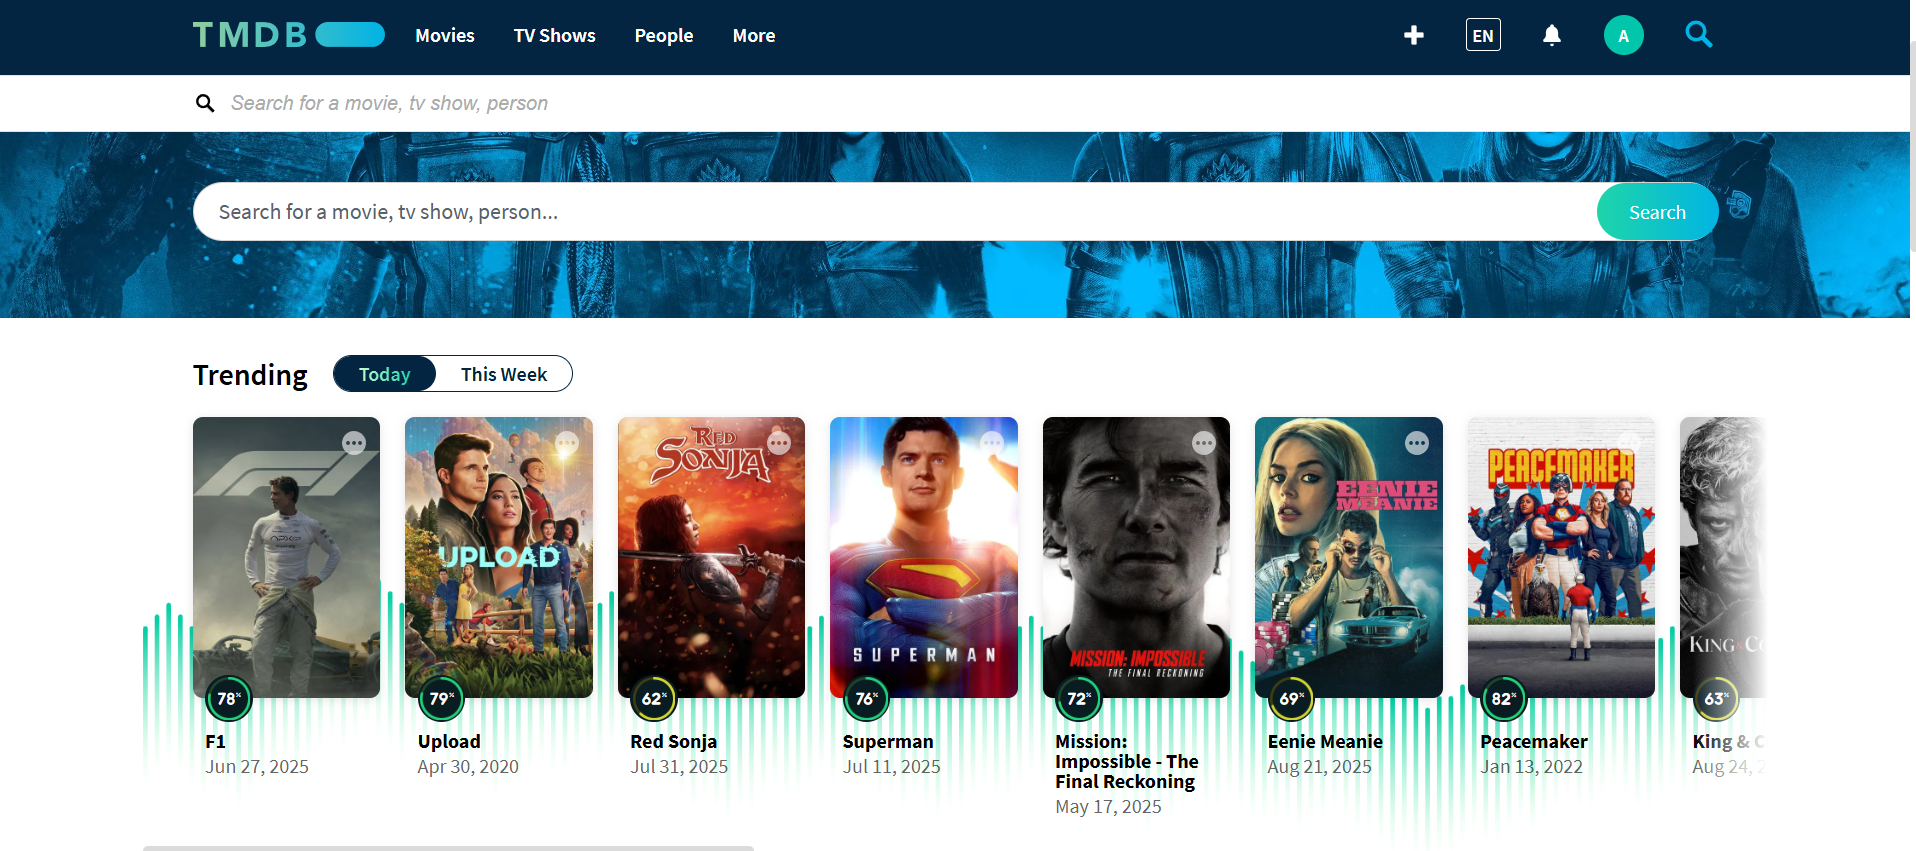 TMDB
Movies
TV Shows
People
More
EN
A
Search for a movie, tv show, person
Search for a movie, tv show, person...
Search
Trending
Today
This Week
UPLOAD
RED
SONJA
SUPERMAN
MISSION: IMPOSSIBLE
THE FINAL RECKONING
EENIE
MEANIE
PEACEMAKER
KING & CO
78%
79%
62%
76%
72%
69%
82%
63%
F1
Jun 27, 2025
Upload
Apr 30, 2020
Red Sonja
Jul 31, 2025
Superman
Jul 11, 2025
Mission:
Impossible - The
Final Reckoning
May 17, 2025
Eenie Meanie
Aug 21, 2025
Peacemaker
Jan 13, 2022
King & C
Aug 24, 2